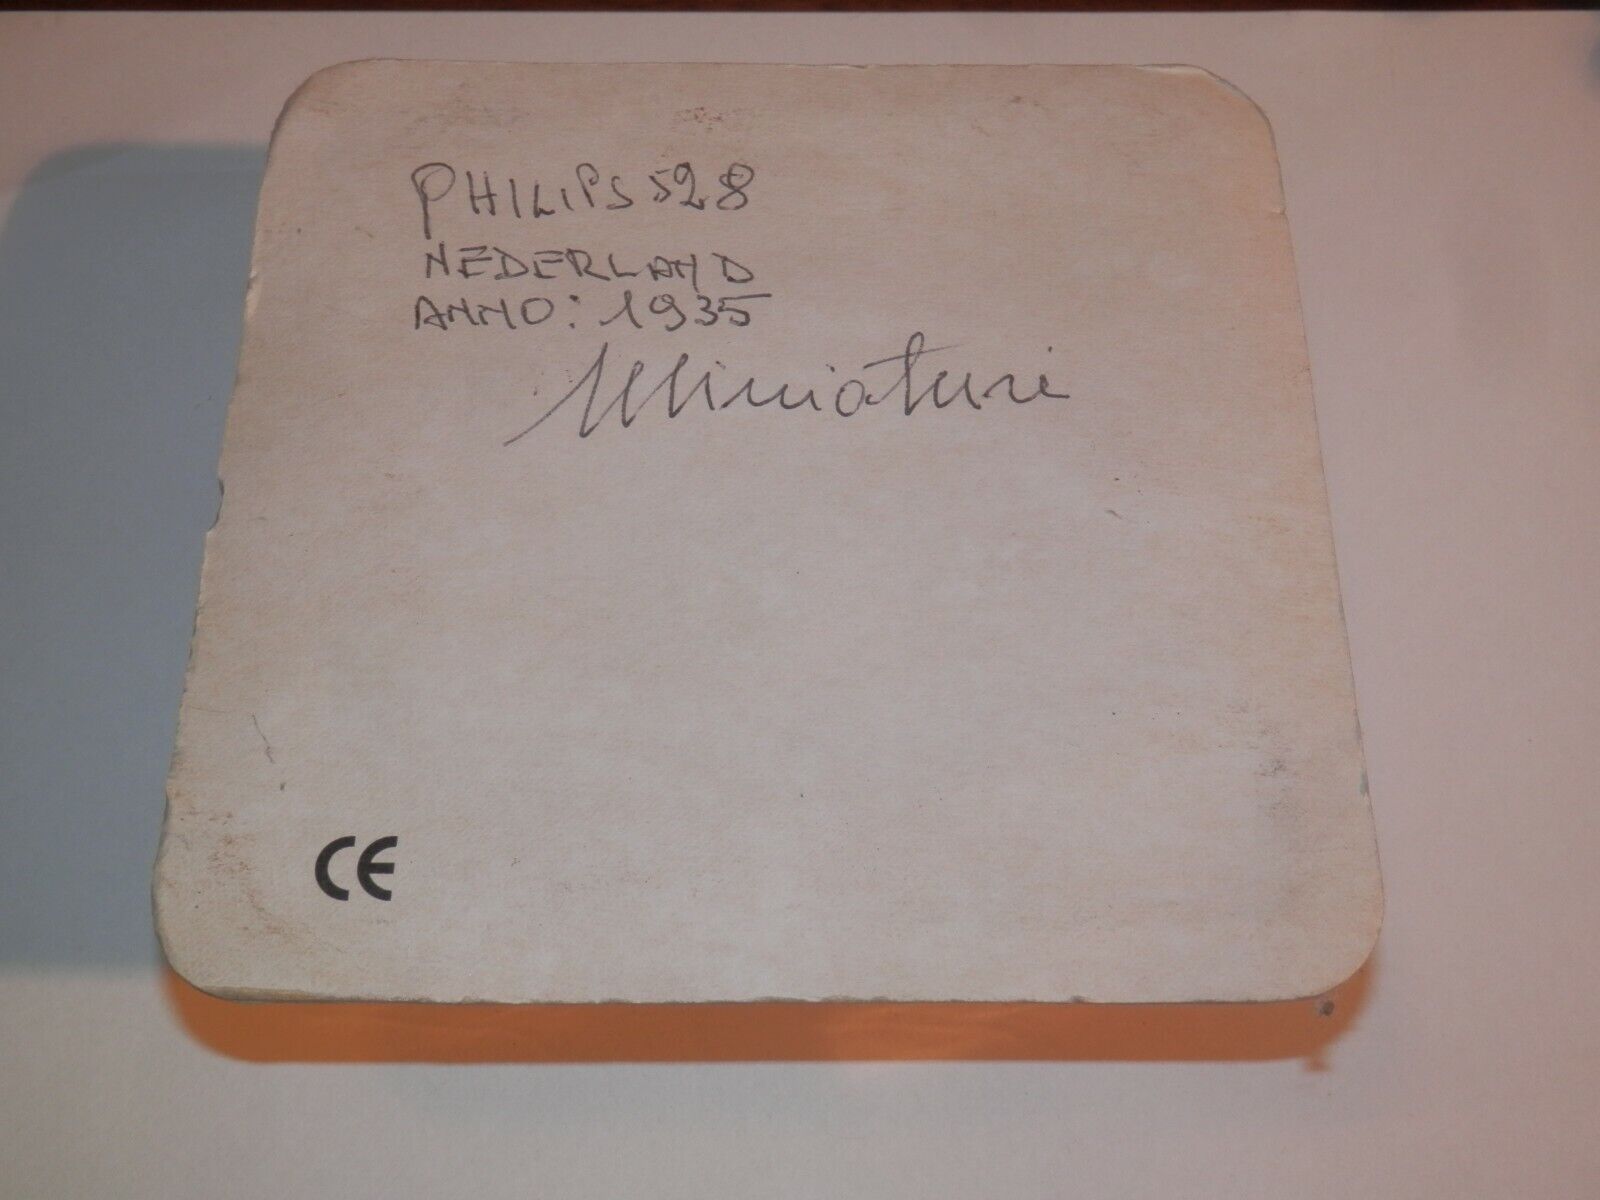 PHILIPS 528
NEDERLAND
ANNO: 1935
Miniature
CE